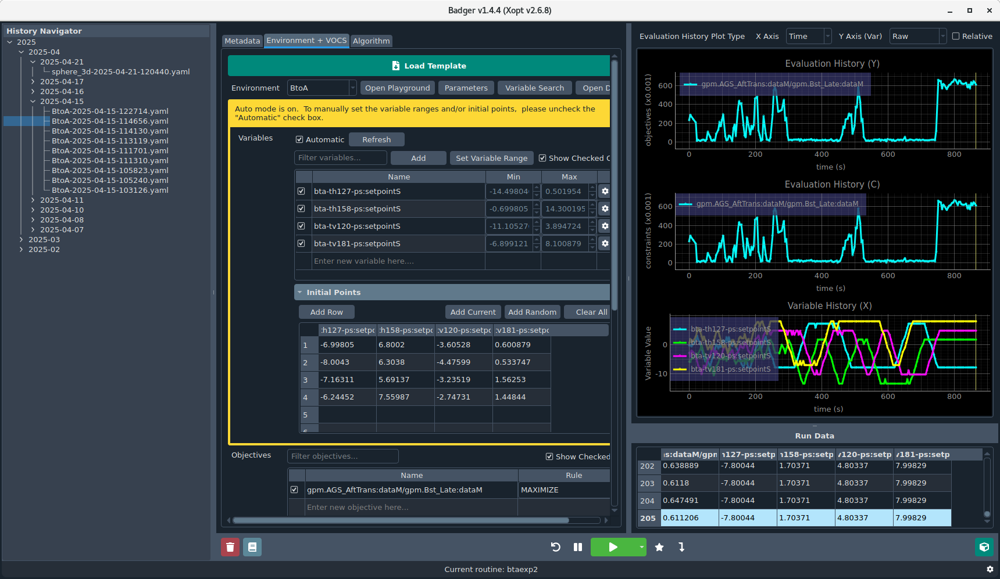 Badger v1.4.4 (Xopt v2.6.8)
History Navigator
2025
2025-04
2025-04-21
sphere_3d-2025-04-21-120440.yaml
2025-04-17
2025-04-16
2025-04-15
BtoA-2025-04-15-122714.yaml
BtoA-2025-04-15-114656.yaml
BtoA-2025-04-15-114130.yaml
BtoA-2025-04-15-113119.yaml
BtoA-2025-04-15-111701.yaml
BtoA-2025-04-15-111310.yaml
BtoA-2025-04-15-105823.yaml
BtoA-2025-04-15-105240.yaml
BtoA-2025-04-15-103126.yaml
2025-04-11
2025-04-10
2025-04-08
2025-04-07
2025-03
2025-02
Metadata Environment + VOCS Algorithm
Load Template
Environment BtoA Open Playground Parameters Variable Search Open D
Auto mode is on. To manually set the variable ranges and/or initial points, please uncheck the
"Automatic" check box.
Variables Automatic Refresh
Filter variables... Add Set Variable Range Show Checked
Name Min Max
bta-th127-ps:setpointS -14.49804 0.501954
bta-th158-ps:setpointS -0.699805 14.300195
bta-tv120-ps:setpointS -11.10527 3.894724
bta-tv181-ps:setpointS -6.899121 8.100879
Enter new variable here....
Initial Points
Add Row Add Current Add Random Clear All
:h127-ps:setpc :h158-ps:setpc :v120-ps:setpc :v181-ps:setpc
1 -6.99805 6.8002 -3.60528 0.600879
2 -8.0043 6.3038 -4.47599 0.533747
3 -7.16311 5.69137 -3.23519 1.56253
4 -6.24452 7.55987 -2.74731 1.44844
5
Objectives Filter objectives... Show Checked
Name Rule
gpm.AGS_AftTrans:dataM/gpm.Bst_Late:dataM MAXIMIZE
Enter new objective here...
Evaluation History Plot Type X Axis Time Y Axis (Var) Raw Relative
Evaluation History (Y)
gpm.AGS_AftTrans:dataM/gpm.Bst_Late:dataM
objectives (x0.001)
600
400
200
0
0 200 400 600 800
time (s)
Evaluation History (C)
gpm.AGS_AftTrans:dataM/gpm.Bst_Late:dataM
constraints (x0.001)
600
400
200
0
0 200 400 600 800
time (s)
Variable History (X)
bta-th127-ps:setpointS
bta-th158-ps:setpointS
bta-tv120-ps:setpointS
bta-tv181-ps:setpointS
Variable Value
0
-10
0 200 400 600 800
time (s)
Run Data
s:dataM/gpr h127-ps:setp h158-ps:setp v120-ps:setp v181-ps:setp
202 0.638889 -7.80044 1.70371 4.80337 7.99829
203 0.6118 -7.80044 1.70371 4.80337 7.99829
204 0.647491 -7.80044 1.70371 4.80337 7.99829
205 0.611206 -7.80044 1.70371 4.80337 7.99829
Current routine: btaexp2